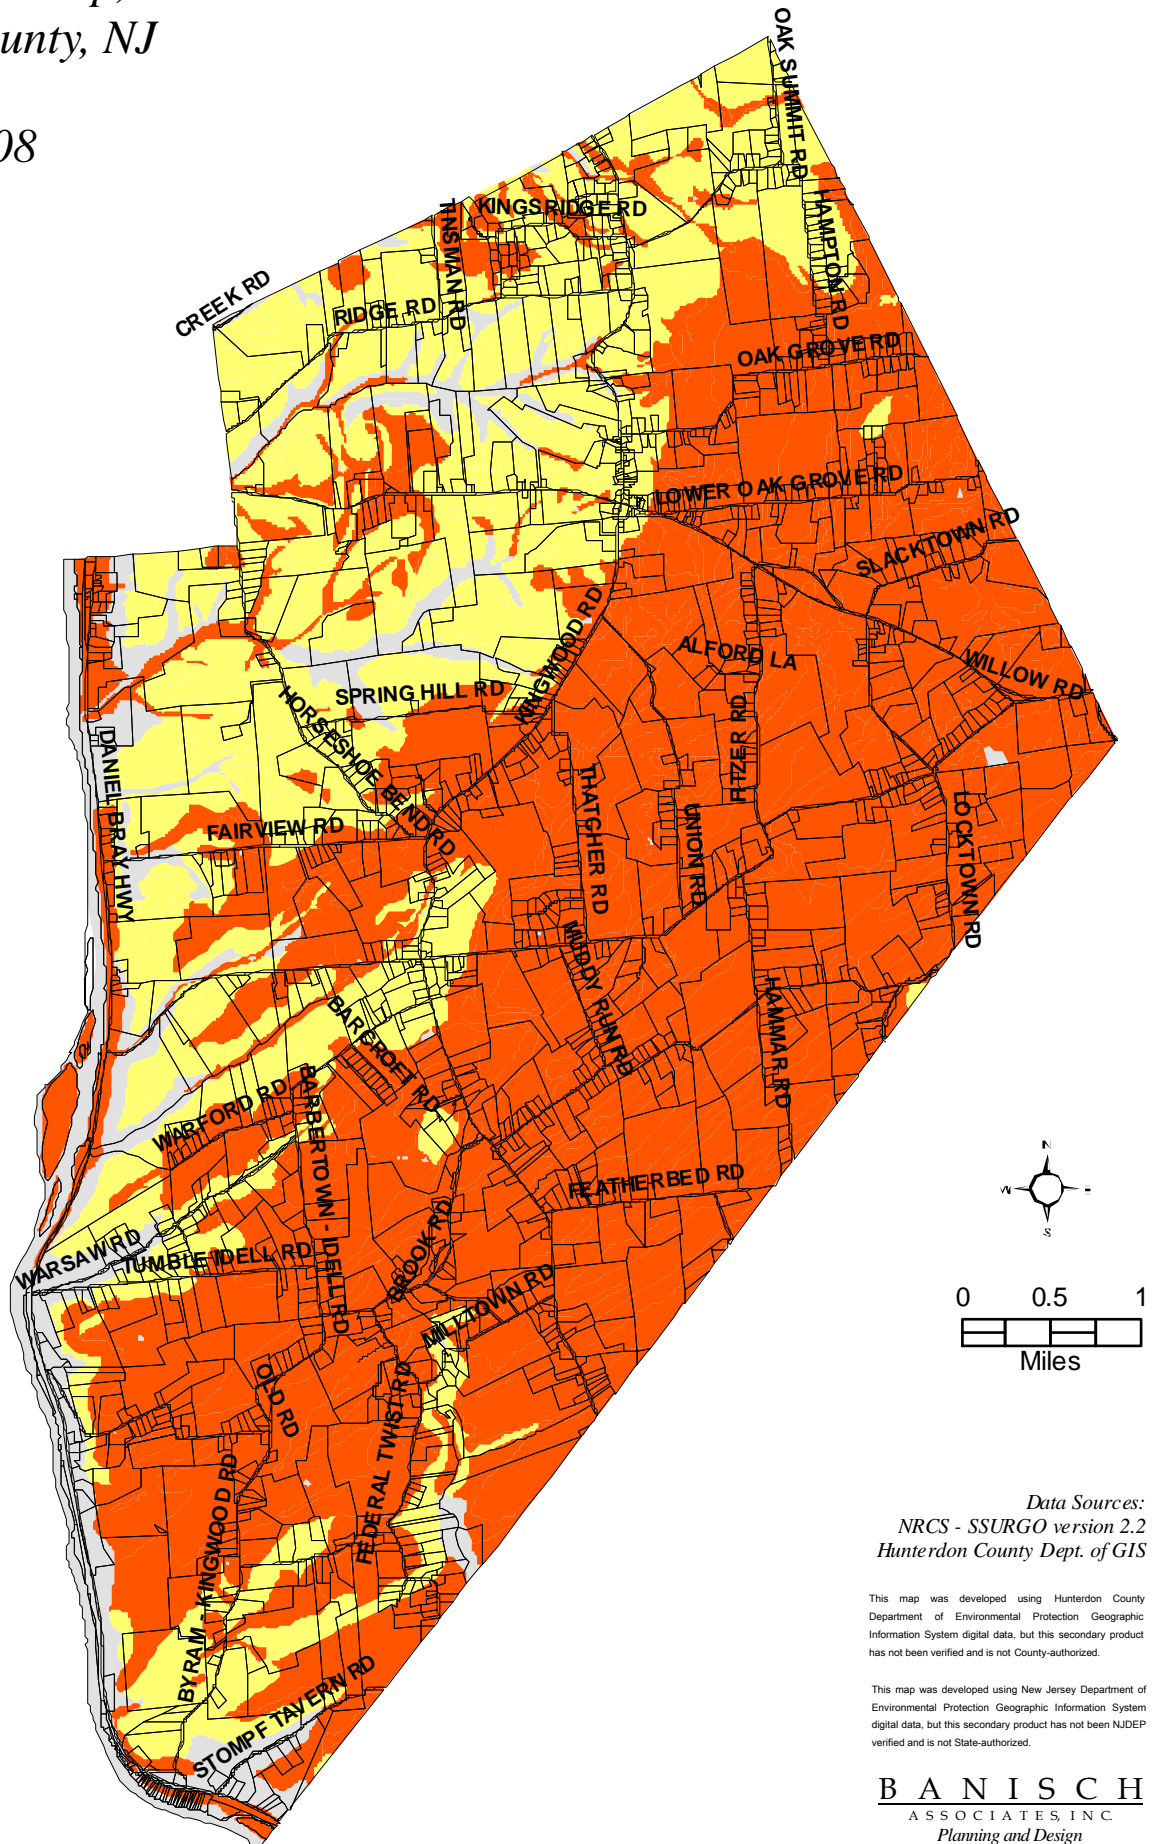 unty, NJ
08
OAK SUMMIT RD
KINGSRIDGE RD
TINSMAN RD
HAMPTON RD
CREEK RD
RIDGE RD
OAK GROVE RD
LOWER OAK GROVE RD
SLACKTOWN RD
KINGWOOD RD
ALFORD LA
WILLOW RD
SPRING HILL RD
HORSESHOE BEND RD
FITZER RD
DANIEL BRAY HWY
THATCHER RD
UNION RD
LOCKTOWN RD
FAIRVIEW RD
MUDDY RUN RD
HAMMAR RD
BARCROFT RD
WARFORD RD
BARBERTOWN - IDELL RD
FEATHERBED RD
BROOK RD
WARSAW RD
TUMBLE IDELL RD
MILLTOWN RD
OLD RD
FEDERAL TWIST RD
BYRAM - KINGWOOD RD
STOMPF TAVERN RD
N
W
E
S
0 0.5 1
Miles
Data Sources:
NRCS - SSURGO version 2.2
Hunterdon County Dept. of GIS
This map was developed using Hunterdon County
Department of Environmental Protection Geographic
Information System digital data, but this secondary product
has not been verified and is not County-authorized.
This map was developed using New Jersey Department of
Environmental Protection Geographic Information System
digital data, but this secondary product has not been NJDEP
verified and is not State-authorized.
BANISCH
ASSOCIATES, INC.
Planning and Design